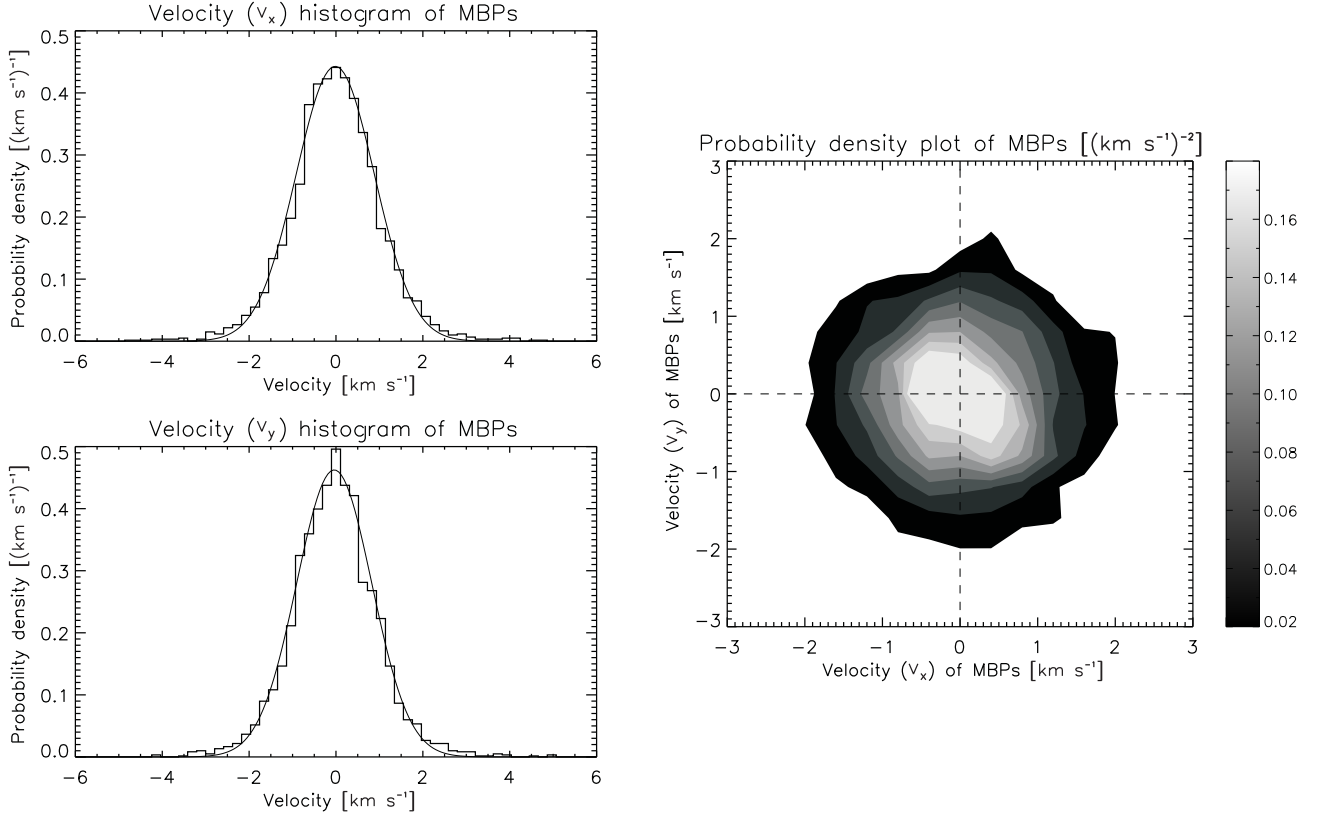 Velocity (vₓ) histogram of MBPs
Probability density [(km s⁻¹)⁻¹]
0.5
0.4
0.3
0.2
0.1
0.0
−6 −4 −2 0 2 4 6
Velocity [km s⁻¹]
Velocity (v_y) histogram of MBPs
Probability density [(km s⁻¹)⁻¹]
0.5
0.4
0.3
0.2
0.1
0.0
−6 −4 −2 0 2 4 6
Velocity [km s⁻¹]
Probability density plot of MBPs [(km s⁻¹)⁻²]
Velocity (v_y) of MBPs [km s⁻¹]
3
2
1
0
−1
−2
−3
−3 −2 −1 0 1 2 3
Velocity (vₓ) of MBPs [km s⁻¹]
0.16
0.14
0.12
0.10
0.08
0.06
0.04
0.02